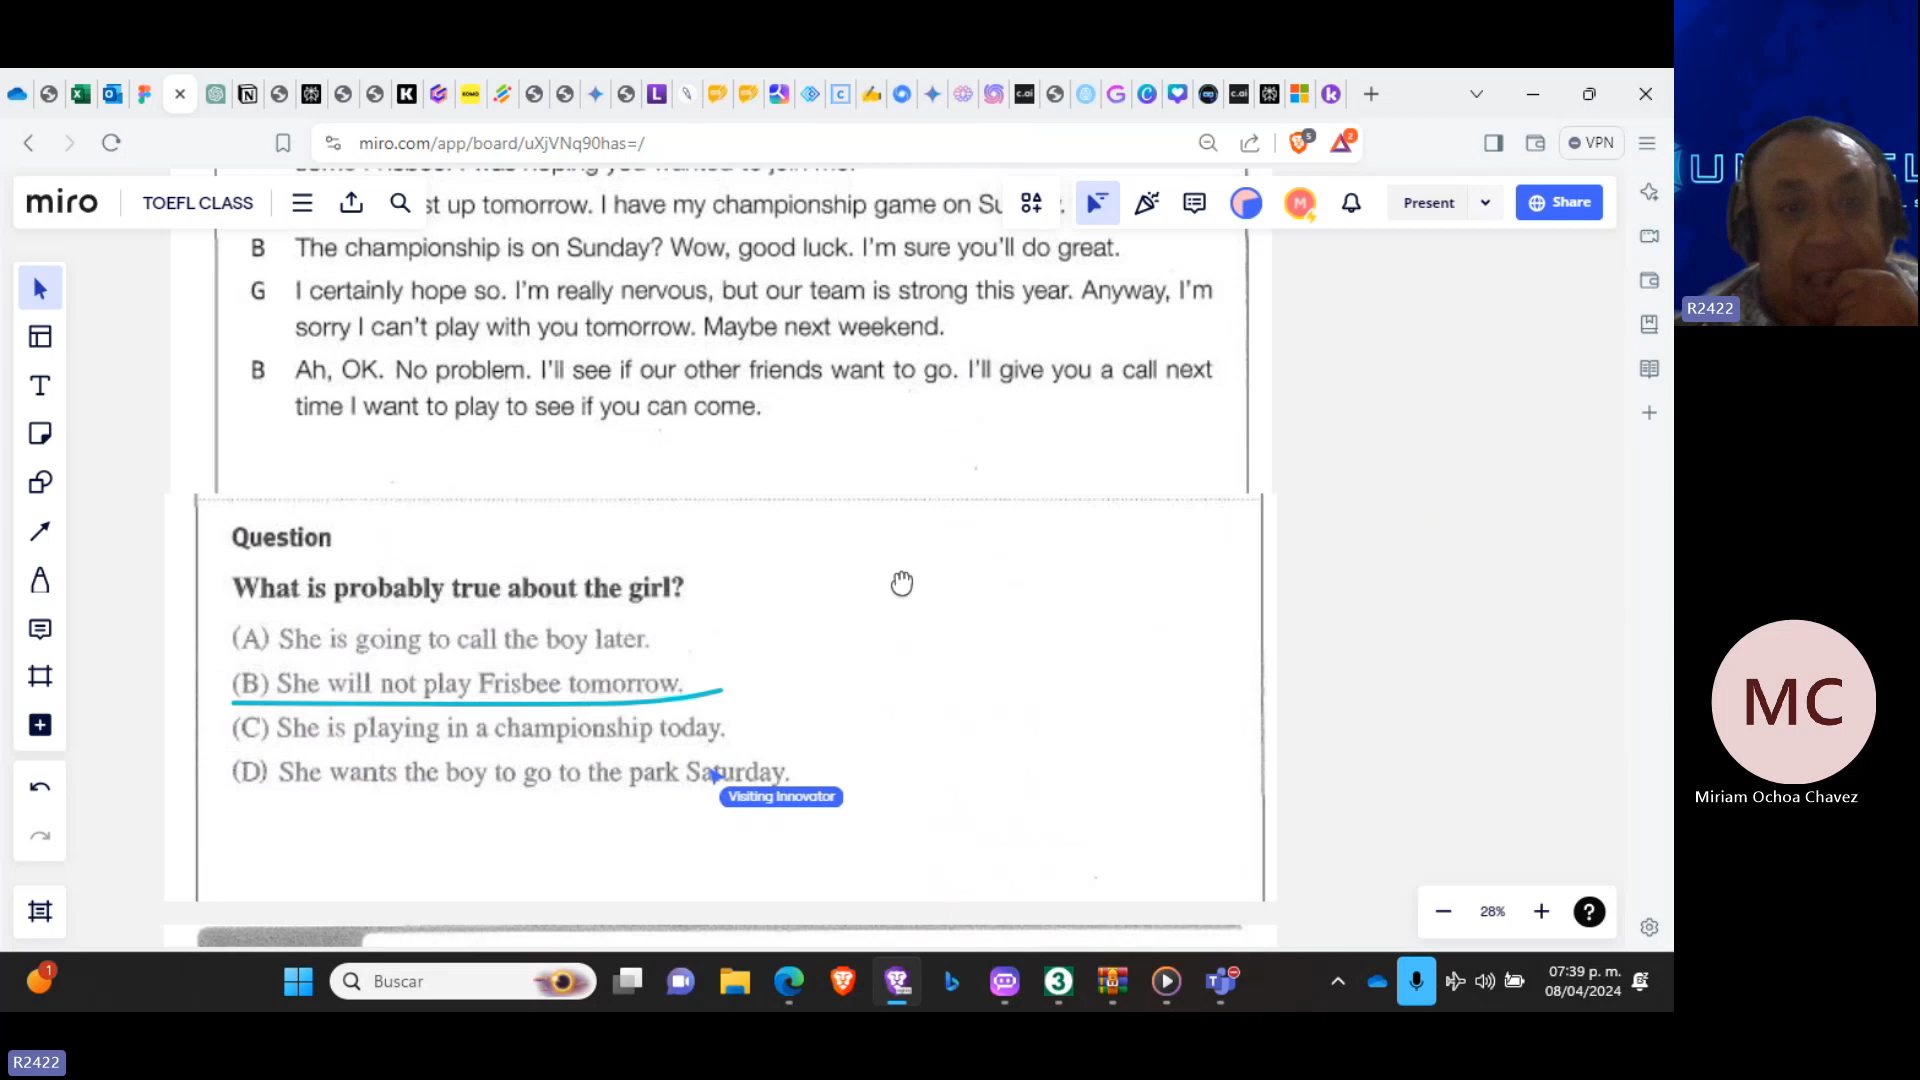 miro.com/app/board/uXjVNq90has=/
VPN
miro
TOEFL CLASS
Present
Share
st up tomorrow. I have my championship game on Su
B The championship is on Sunday? Wow, good luck. I'm sure you'll do great.
G I certainly hope so. I'm really nervous, but our team is strong this year. Anyway, I'm
sorry I can't play with you tomorrow. Maybe next weekend.
B Ah, OK. No problem. I'll see if our other friends want to go. I'll give you a call next
time I want to play to see if you can come.
Question
What is probably true about the girl?
(A) She is going to call the boy later.
(B) She will not play Frisbee tomorrow.
(C) She is playing in a championship today.
(D) She wants the boy to go to the park Saturday.
Visiting Innovator
28%
Buscar
07:39 p. m.
08/04/2024
R2422
MC
Miriam Ochoa Chavez
R2422